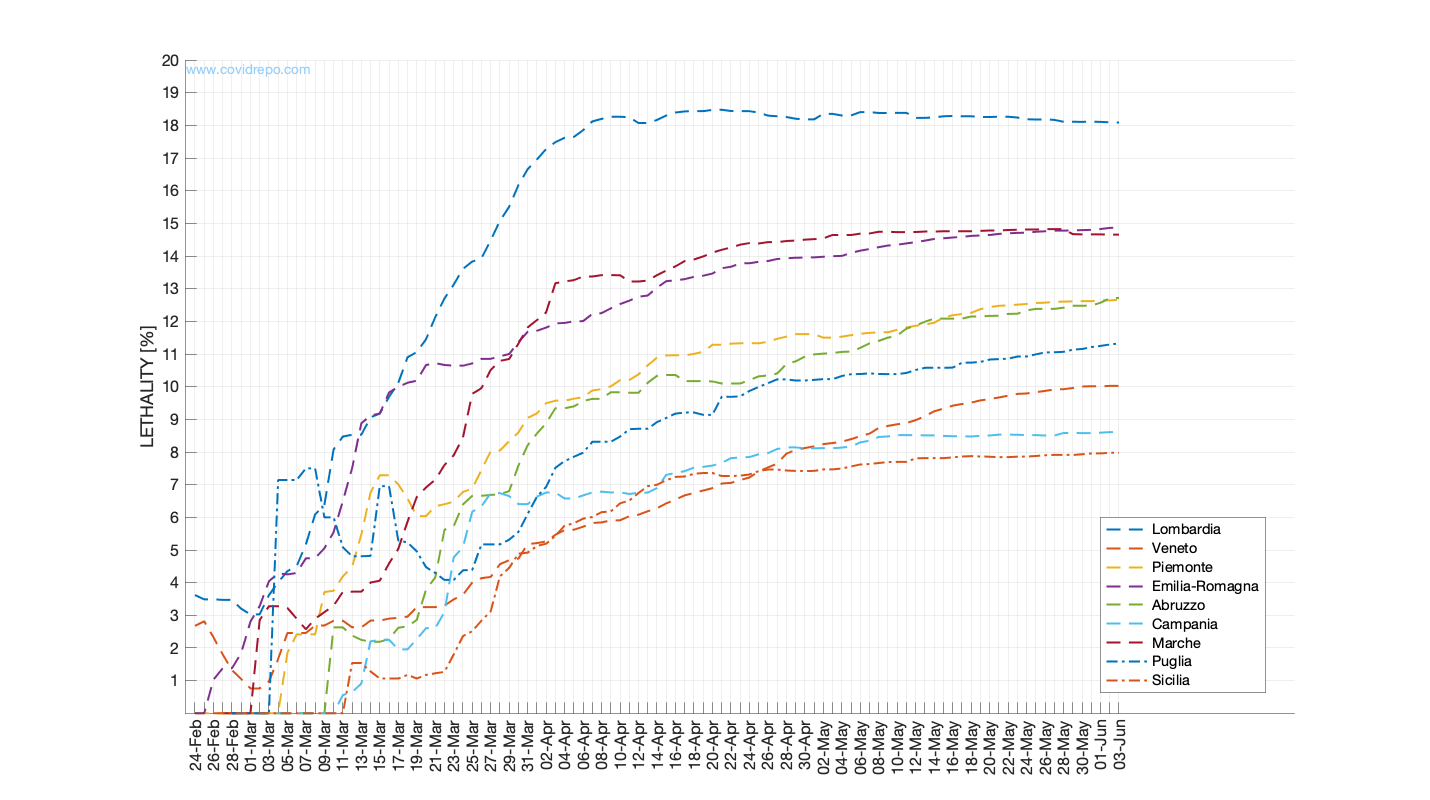 www.covidrepo.com
LETHALITY [%]
20
19
18
17
16
15
14
13
12
11
10
9
8
7
6
5
4
3
2
1
24-Feb
26-Feb
28-Feb
01-Mar
03-Mar
05-Mar
07-Mar
09-Mar
11-Mar
13-Mar
15-Mar
17-Mar
19-Mar
21-Mar
23-Mar
25-Mar
27-Mar
29-Mar
31-Mar
02-Apr
04-Apr
06-Apr
08-Apr
10-Apr
12-Apr
14-Apr
16-Apr
18-Apr
20-Apr
22-Apr
24-Apr
26-Apr
28-Apr
30-Apr
02-May
04-May
06-May
08-May
10-May
12-May
14-May
16-May
18-May
20-May
22-May
24-May
26-May
28-May
30-May
01-Jun
03-Jun
Lombardia
Veneto
Piemonte
Emilia-Romagna
Abruzzo
Campania
Marche
Puglia
Sicilia